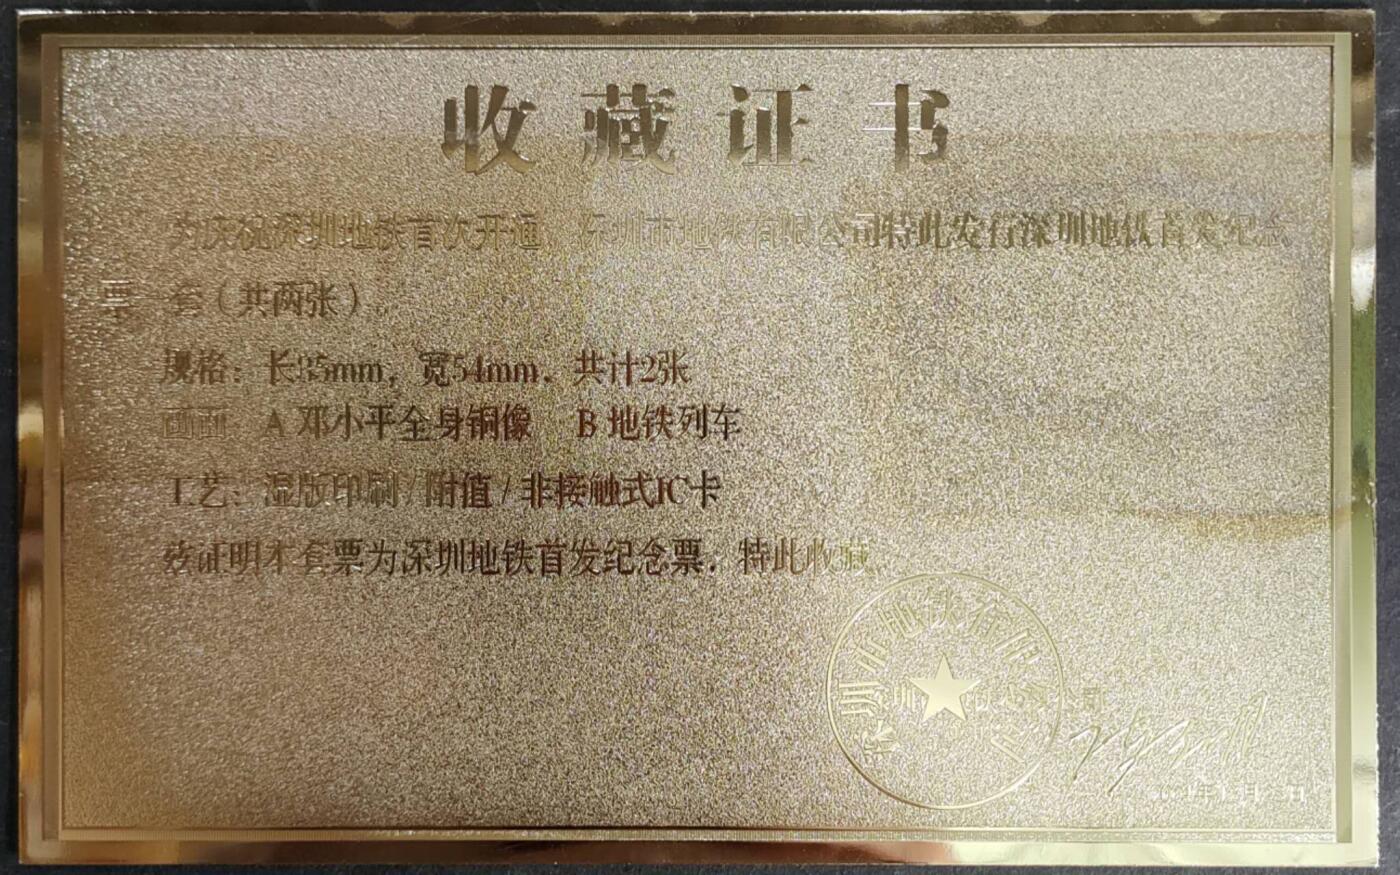 收藏证书
为庆祝深圳地铁首次开通，深圳市地铁有限公司特此发行深圳地铁首发纪念
票一套（共两张）。
规格：长85mm，宽54mm，共计2张
画面 A 邓小平全身铜像 B 地铁列车
工艺：湿版印刷/附值/非接触式IC卡
兹证明本套票为深圳地铁首发纪念票，特此收藏。
深圳市地铁有限公司